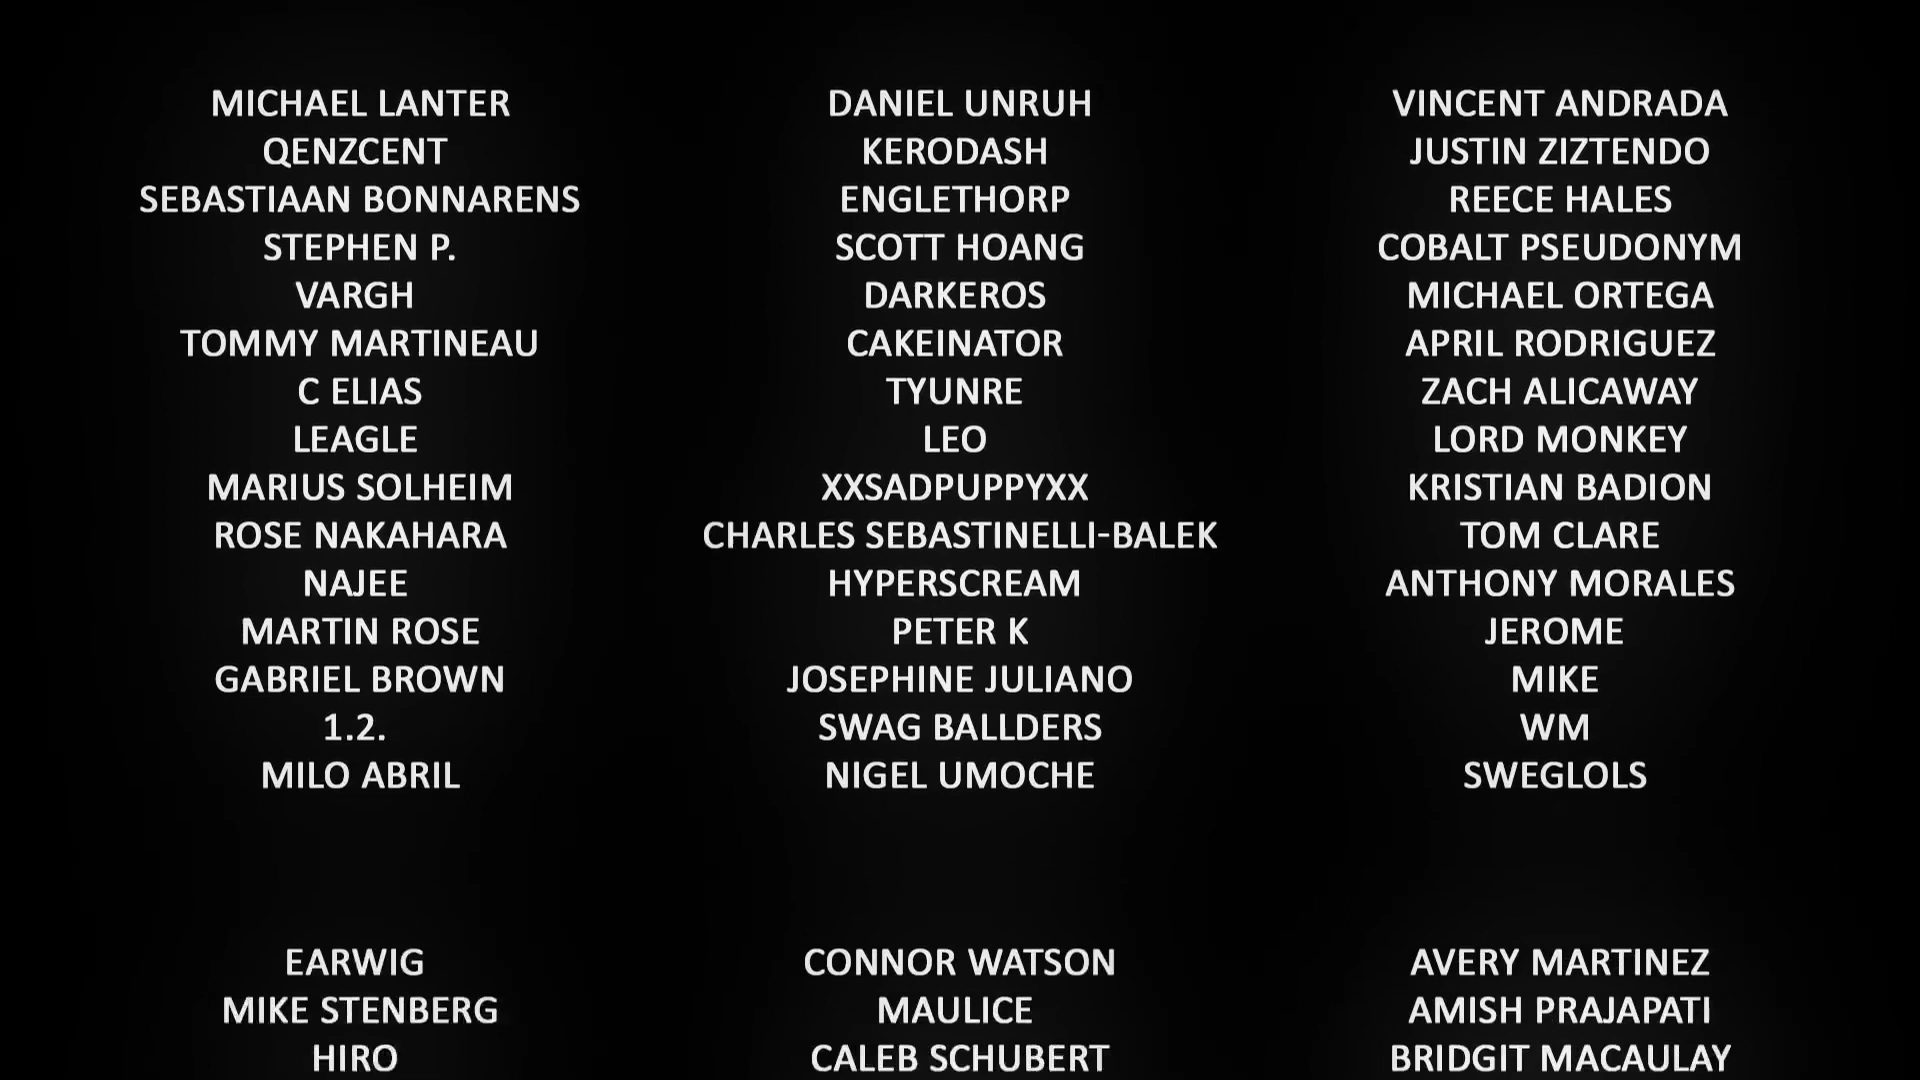 MICHAEL LANTER
QENZCENT
SEBASTIAAN BONNARENS
STEPHEN P.
VARGH
TOMMY MARTINEAU
C ELIAS
LEAGLE
MARIUS SOLHEIM
ROSE NAKAHARA
NAJEE
MARTIN ROSE
GABRIEL BROWN
1.2.
MILO ABRIL
DANIEL UNRUH
KERODASH
ENGLETHORP
SCOTT HOANG
DARKEROS
CAKEINATOR
TYUNRE
LEO
XXSADPUPPYXX
CHARLES SEBASTINELLI-BALEK
HYPERSCREAM
PETER K
JOSEPHINE JULIANO
SWAG BALLDERS
NIGEL UMOCHE
VINCENT ANDRADA
JUSTIN ZIZTENDO
REECE HALES
COBALT PSEUDONYM
MICHAEL ORTEGA
APRIL RODRIGUEZ
ZACH ALICAWAY
LORD MONKEY
KRISTIAN BADION
TOM CLARE
ANTHONY MORALES
JEROME
MIKE
WM
SWEGLOLS
EARWIG
MIKE STENBERG
HIRO
CONNOR WATSON
MAULICE
CALEB SCHUBERT
AVERY MARTINEZ
AMISH PRAJAPATI
BRIDGIT MACAULAY